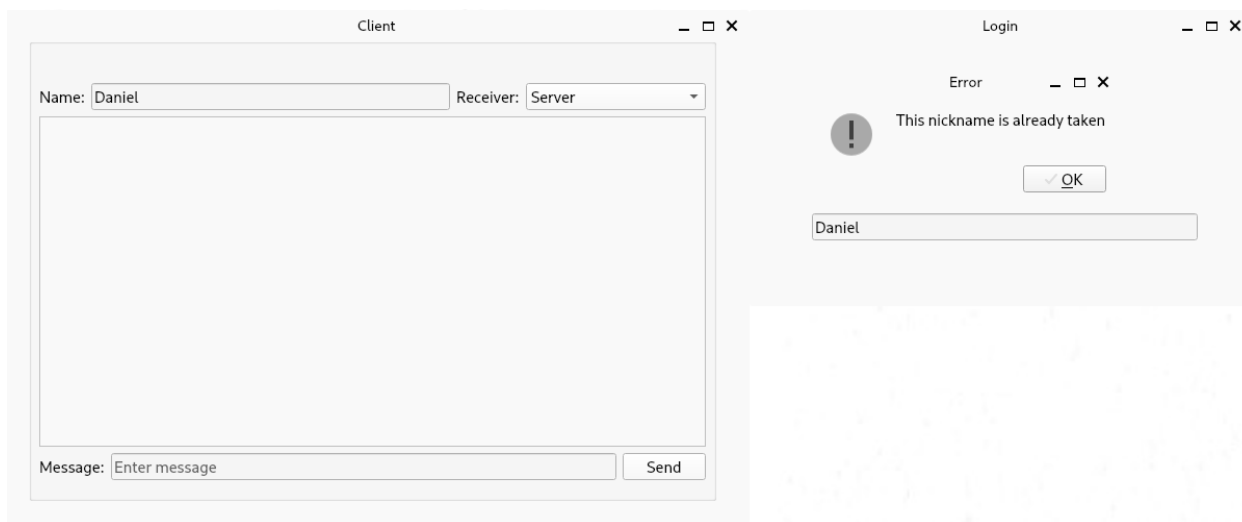 Client
Name: Daniel Receiver: Server
Message: Enter message Send
Login
Error
This nickname is already taken
OK
Daniel